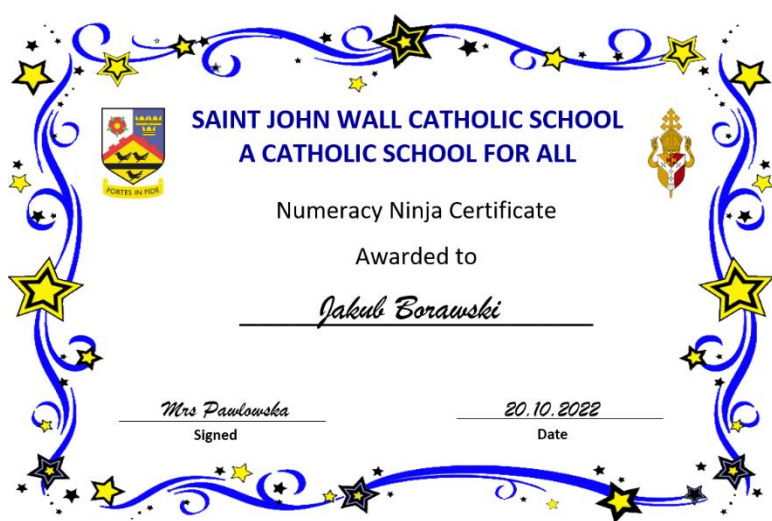 SAINT JOHN WALL CATHOLIC SCHOOL
A CATHOLIC SCHOOL FOR ALL
FORTES IN FIDE
Numeracy Ninja Certificate
Awarded to
Jakub Borawski
Mrs Pawlowska
Signed
20.10.2022
Date